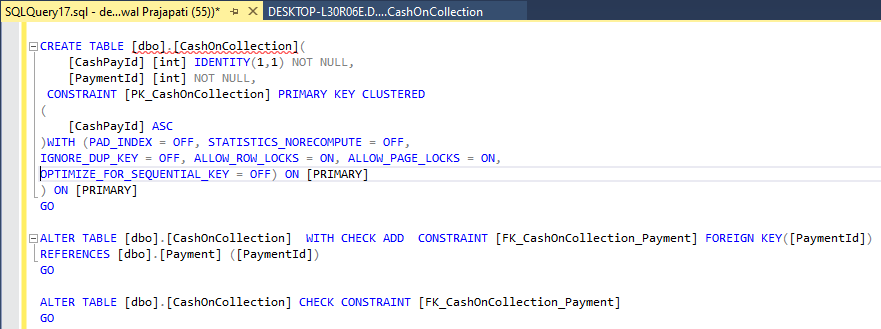 SQLQuery17.sql - de...wal Prajapati (55))* DESKTOP-L30R06E.D....CashOnCollection
CREATE TABLE [dbo].[CashOnCollection](
[CashPayId] [int] IDENTITY(1,1) NOT NULL,
[PaymentId] [int] NOT NULL,
CONSTRAINT [PK_CashOnCollection] PRIMARY KEY CLUSTERED
(
[CashPayId] ASC
)WITH (PAD_INDEX = OFF, STATISTICS_NORECOMPUTE = OFF,
IGNORE_DUP_KEY = OFF, ALLOW_ROW_LOCKS = ON, ALLOW_PAGE_LOCKS = ON,
OPTIMIZE_FOR_SEQUENTIAL_KEY = OFF) ON [PRIMARY]
) ON [PRIMARY]
GO
ALTER TABLE [dbo].[CashOnCollection]  WITH CHECK ADD  CONSTRAINT [FK_CashOnCollection_Payment] FOREIGN KEY([PaymentId])
REFERENCES [dbo].[Payment] ([PaymentId])
GO
ALTER TABLE [dbo].[CashOnCollection] CHECK CONSTRAINT [FK_CashOnCollection_Payment]
GO